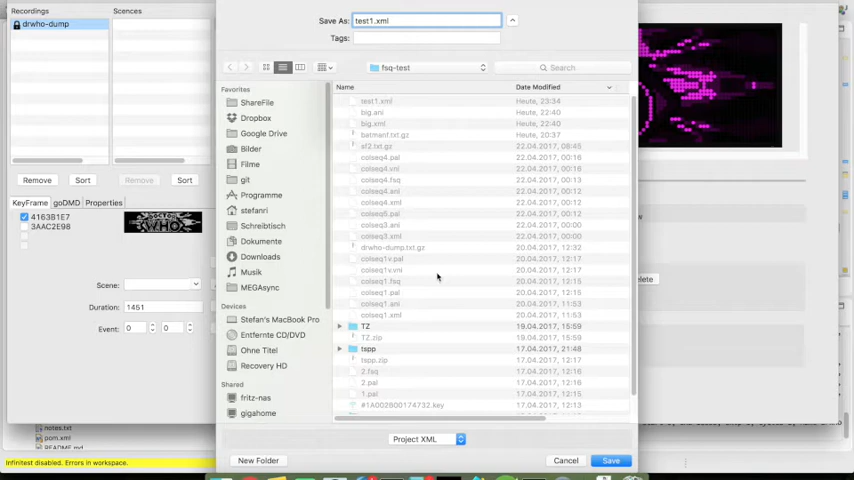 Recordings
Scences
drwho-dump
Save As: test1.xml
Tags:
fsq-test
Search
Favorites
ShareFile
Dropbox
Google Drive
Bilder
Filme
git
Programme
stefanri
Schreibtisch
Dokumente
Downloads
Musik
MEGAsync
Devices
Stefan's MacBook Pro
Entfernte CD/DVD
Ohne Titel
Recovery HD
Shared
fritz-nas
gigahome
Name Date Modified
test1.xml Heute, 23:34
big.ani Heute, 22:40
big.xml Heute, 22:40
batmanf.txt.gz Heute, 20:37
sf2.txt.gz 22.04.2017, 08:45
colseq4.pal 22.04.2017, 00:16
colseq4.vni 22.04.2017, 00:16
colseq4.fsq 22.04.2017, 00:13
colseq4.ani 22.04.2017, 00:12
colseq4.xml 22.04.2017, 00:12
22.04.2017, 00:12
colseq3.ani 22.04.2017, 00:00
colseq3.xml 22.04.2017, 00:00
drwho-dump.txt.gz 20.04.2017, 12:32
colseq1v.pal 20.04.2017, 12:17
colseq1v.vni 20.04.2017, 12:17
colseq1.fsq 20.04.2017, 12:15
colseq1.pal 20.04.2017, 12:15
colseq1.ani 20.04.2017, 11:53
colseq1.xml 20.04.2017, 11:53
TZ 19.04.2017, 15:59
TZ.zip 19.04.2017, 15:59
tspp 17.04.2017, 21:48
tspp.zip 17.04.2017, 12:17
2.fsq 17.04.2017, 12:16
2.pal 17.04.2017, 12:16
1.pal 17.04.2017, 12:15
#1A002600174732.key 17.04.2017, 12:13
Remove Sort Remove Sort
KeyFrame goDMD Properties
4163B1E7
3AAC2E98
DOCTOR
WHO
Scene:
Duration: 1451
Event: 0 0
elete
Project XML
New Folder Cancel Save
notes.txt
pom.xml
README.md
Infinitest disabled. Errors in workspace.